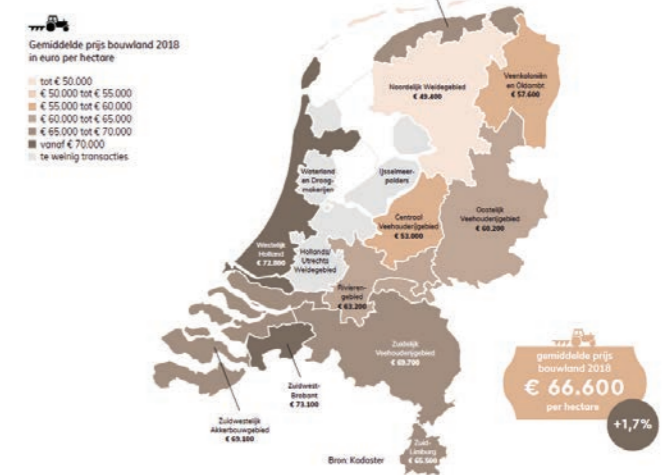 Gemiddelde prijs bouwland 2018
in euro per hectare
tot € 50.000
€ 50.000 tot € 55.000
€ 55.000 tot € 60.000
€ 60.000 tot € 65.000
€ 65.000 tot € 70.000
vanaf € 70.000
te weinig transacties
Noordelijk Weidegebied
€ 49.400
Veenkoloniën
en Oldambt
€ 57.600
Waterland
en Droog-
makerijen
IJsselmeer-
polders
Centraal
Veehouderijgebied
€ 53.000
Oostelijk
Veehouderijgebied
€ 60.200
Westelijk
Holland
€ 72.800
Hollands/
Utrechts
Weidegebied
Rivieren-
gebied
€ 63.200
Zuidelijk
Veehouderijgebied
€ 69.700
Zuidwest-
Brabant
€ 73.100
Zuidwestelijk
Akkerbouwgebied
€ 69.100
Zuid-
Limburg
€ 65.500
Bron: Kadaster
gemiddelde prijs
bouwland 2018
€ 66.600
per hectare
+1,7%